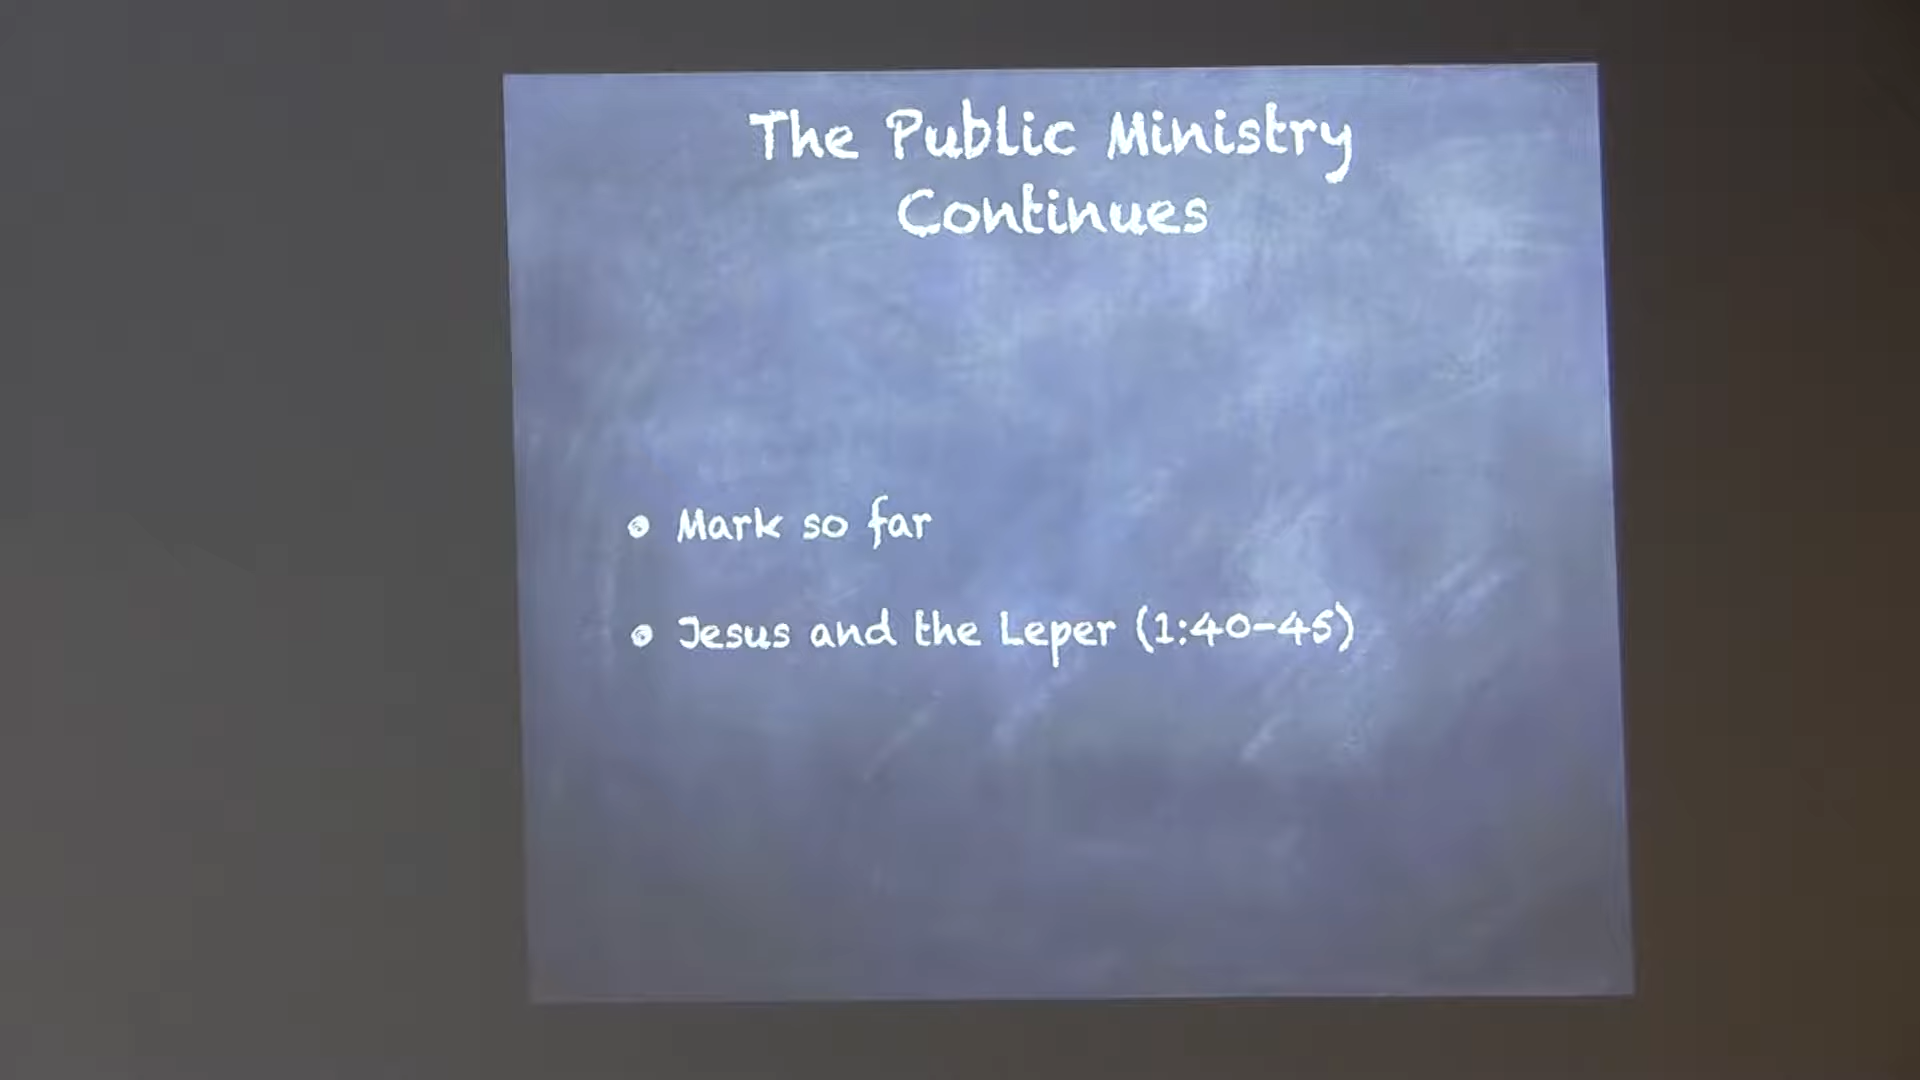 The Public Ministry
Continues
• Mark so far
• Jesus and the Leper (1:40-45)